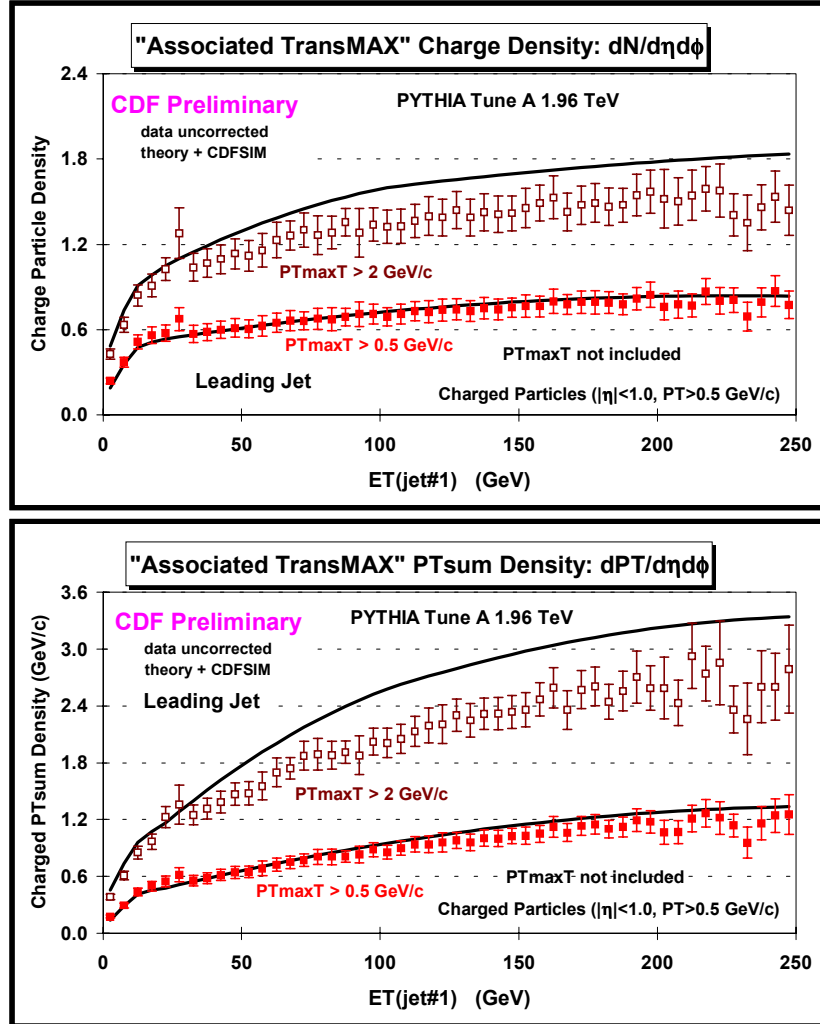 "Associated TransMAX" Charge Density: dN/dηdϕ
CDF Preliminary
data uncorrected
theory + CDFSIM
PYTHIA Tune A 1.96 TeV
PTmaxT > 2 GeV/c
PTmaxT > 0.5 GeV/c
PTmaxT not included
Leading Jet
Charged Particles (|η|<1.0, PT>0.5 GeV/c)
Charge Particle Density
0.0
0.6
1.2
1.8
2.4
0 50 100 150 200 250
ET(jet#1) (GeV)
"Associated TransMAX" PTsum Density: dPT/dηdϕ
CDF Preliminary
data uncorrected
theory + CDFSIM
Leading Jet
PYTHIA Tune A 1.96 TeV
PTmaxT > 2 GeV/c
PTmaxT > 0.5 GeV/c
PTmaxT not included
Charged Particles (|η|<1.0, PT>0.5 GeV/c)
Charged PTsum Density (GeV/c)
0.0
0.6
1.2
1.8
2.4
3.0
3.6
0 50 100 150 200 250
ET(jet#1) (GeV)